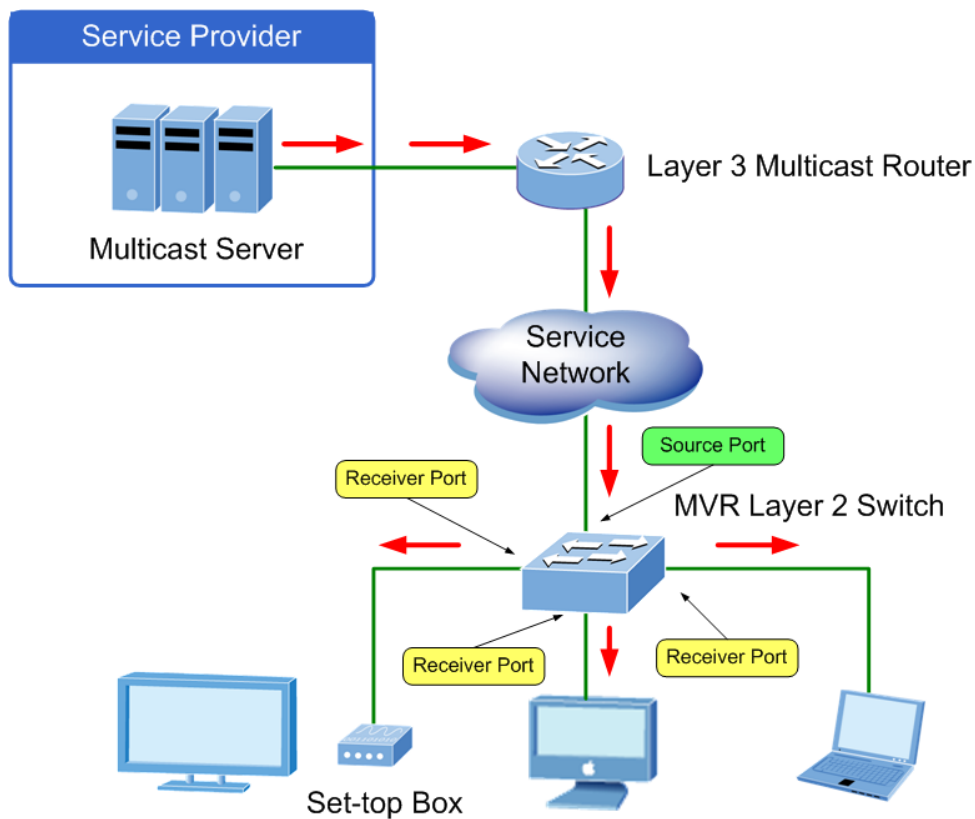 Service Provider
Multicast Server
Layer 3 Multicast Router
Service
Network
Source Port
Receiver Port
MVR Layer 2 Switch
Receiver Port
Receiver Port
Set-top Box